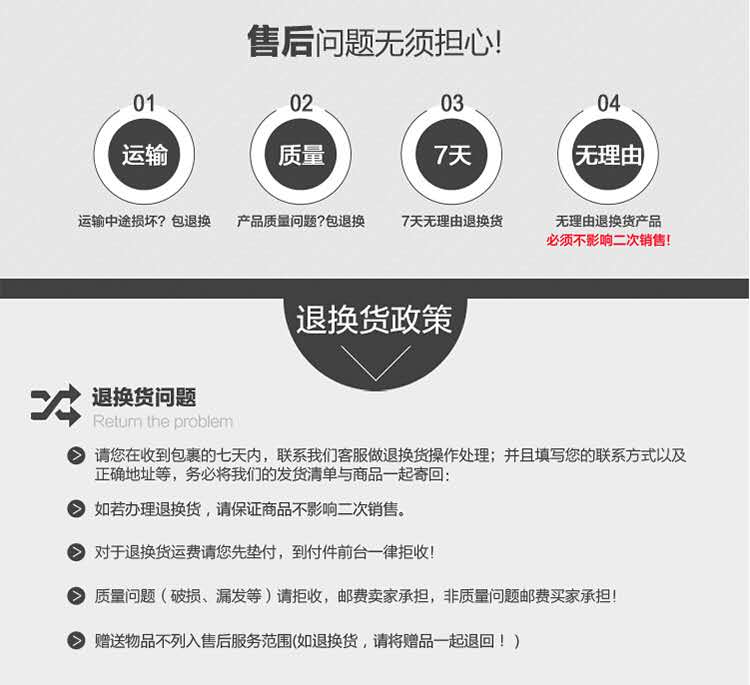 售后问题无须担心!
01
02
03
04
运输
质量
7天
无理由
运输中途损坏？包退换
产品质量问题?包退换
7天无理由退换货
无理由退换货产品
必须不影响二次销售!
退换货政策
退换货问题
Return the problem
请您在收到包裹的七天内，联系我们客服做退换货操作处理；并且填写您的联系方式以及
正确地址等，务必将我们的发货清单与商品一起寄回：
如若办理退换货，请保证商品不影响二次销售。
对于退换货运费请您先垫付，到付件前台一律拒收！
质量问题（破损、漏发等）请拒收，邮费卖家承担，非质量问题邮费买家承担！
赠送物品不列入售后服务范围(如退换货，请将赠品一起退回！)